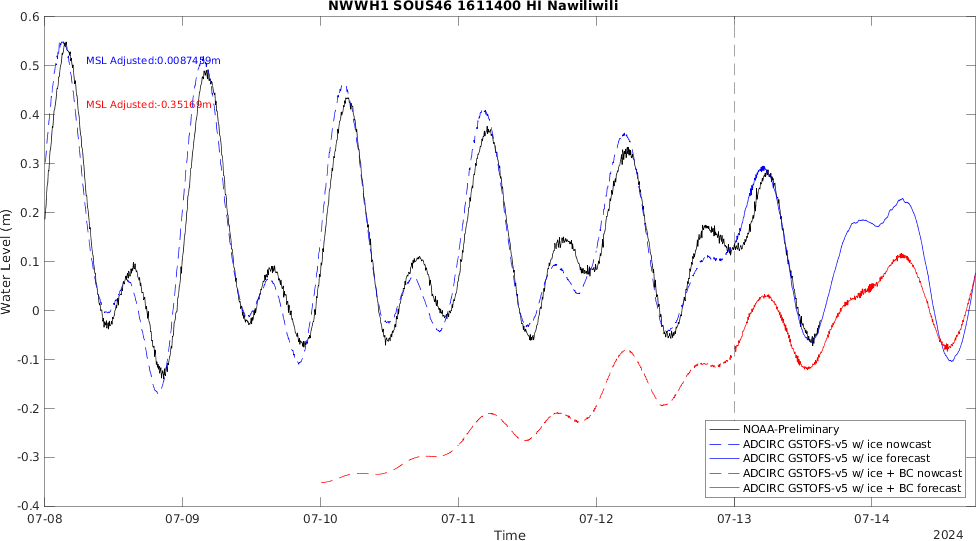 NWWH1 SOUS46 1611400 HI Nawiliwili
0.6
0.5
0.4
0.3
0.2
0.1
0
-0.1
-0.2
-0.3
-0.4
Water Level (m)
MSL Adjusted:0.0087459m
MSL Adjusted:-0.35169m
NOAA-Preliminary
ADCIRC GSTOFS-v5 w/ ice nowcast
ADCIRC GSTOFS-v5 w/ ice forecast
ADCIRC GSTOFS-v5 w/ ice + BC nowcast
ADCIRC GSTOFS-v5 w/ ice + BC forecast
07-08 07-09 07-10 07-11 07-12 07-13 07-14
Time
2024